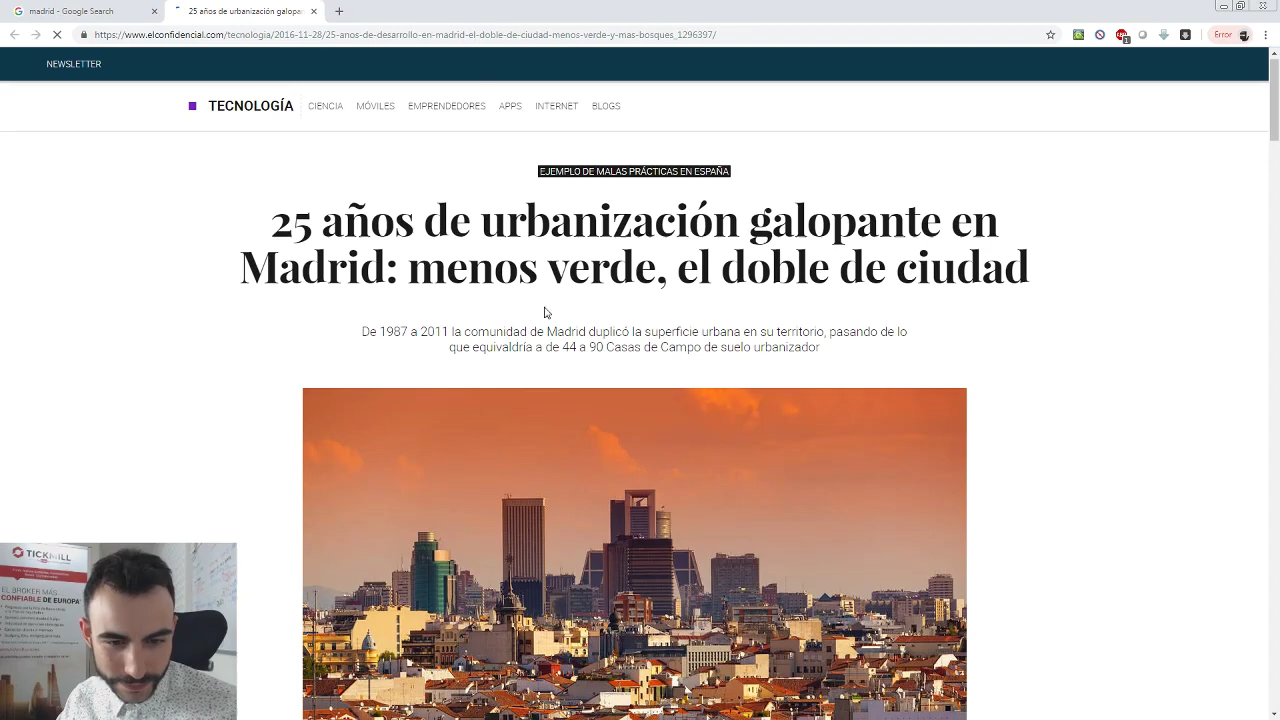 madrid - Google Search
25 años de urbanización galopan
https://www.elconfidencial.com/tecnologia/2016-11-28/25-anos-de-desarrollo-en-madrid-el-doble-de-ciudad-menos-verde-y-mas-bosques_1296397/
1
Error
NEWSLETTER
TECNOLOGÍA CIENCIA MÓVILES EMPRENDEDORES APPS INTERNET BLOGS
EJEMPLO DE MALAS PRÁCTICAS EN ESPAÑA
25 años de urbanización galopante en
Madrid: menos verde, el doble de ciudad
De 1987 a 2011 la comunidad de Madrid duplicó la superficie urbana en su territorio, pasando de lo
que equivaldría a de 44 a 90 Casas de Campo de suelo urbanizador
TICKMILL
EL BROKER MÁS
CONFIABLE DE EUROPA